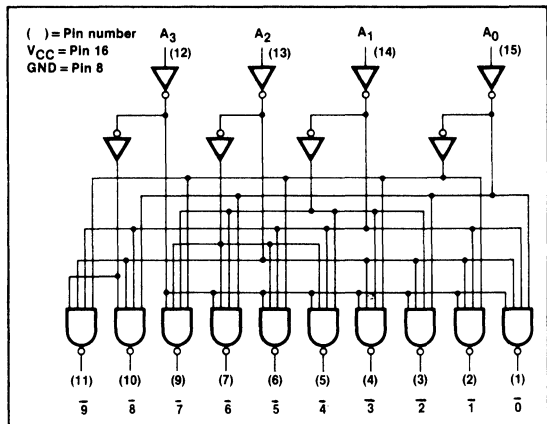 ( ) = Pin number
VCC = Pin 16
GND = Pin 8
A3 A2 A1 A0
(12) (13) (14) (15)
(11) (10) (9) (7) (6) (5) (4) (3) (2) (1)
9̅ 8̅ 7̅ 6̅ 5̅ 4̅ 3̅ 2̅ 1̅ 0̅